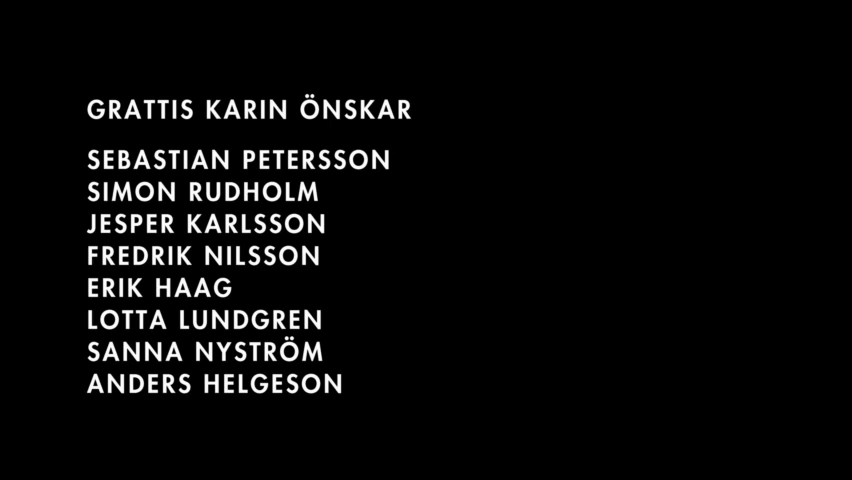 GRATTIS KARIN ÖNSKAR
SEBASTIAN PETERSSON
SIMON RUDHOLM
JESPER KARLSSON
FREDRIK NILSSON
ERIK HAAG
LOTTA LUNDGREN
SANNA NYSTRÖM
ANDERS HELGESON